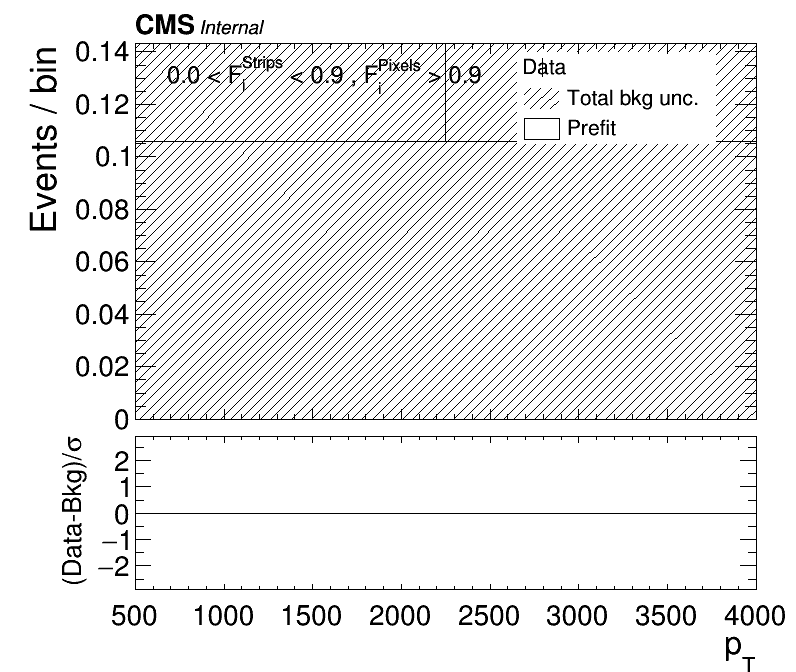 CMS Internal
Events / bin
0.14
0.12
0.1
0.08
0.06
0.04
0.02
0
0.0 < F_i^Strips < 0.9 , F_i^Pixels > 0.9
Data
Total bkg unc.
Prefit
(Data-Bkg)/σ
2
1
0
−1
−2
500 1000 1500 2000 2500 3000 3500 4000
p_T